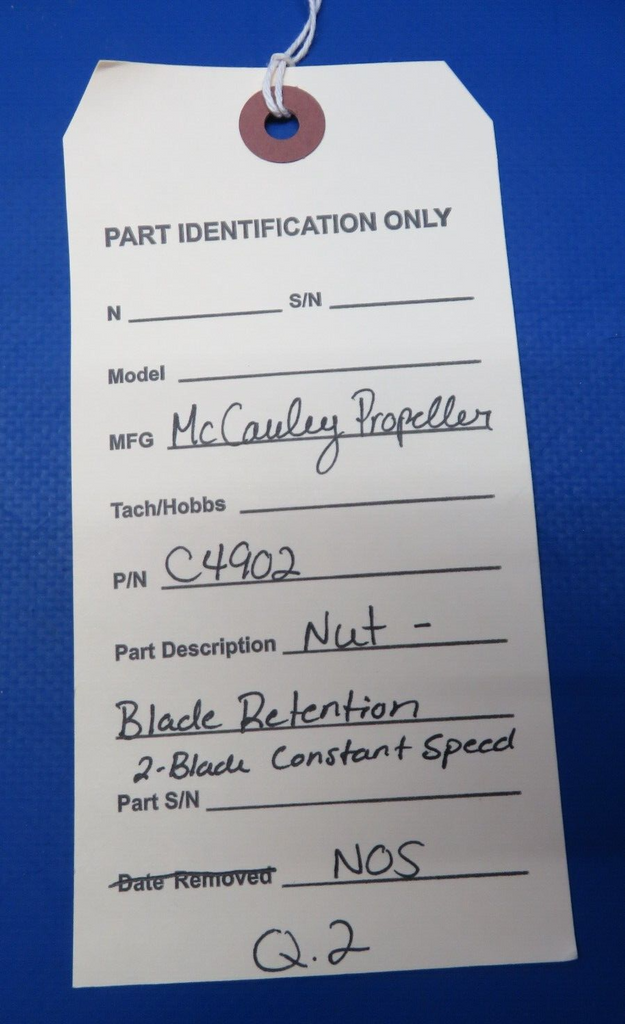 PART IDENTIFICATION ONLY
N S/N
Model
MFG McCauley Propeller
Tach/Hobbs
P/N C4902
Part Description Nut -
Blade Retention
2-Blade Constant Speed
Part S/N
Date Removed NOS
Q.2